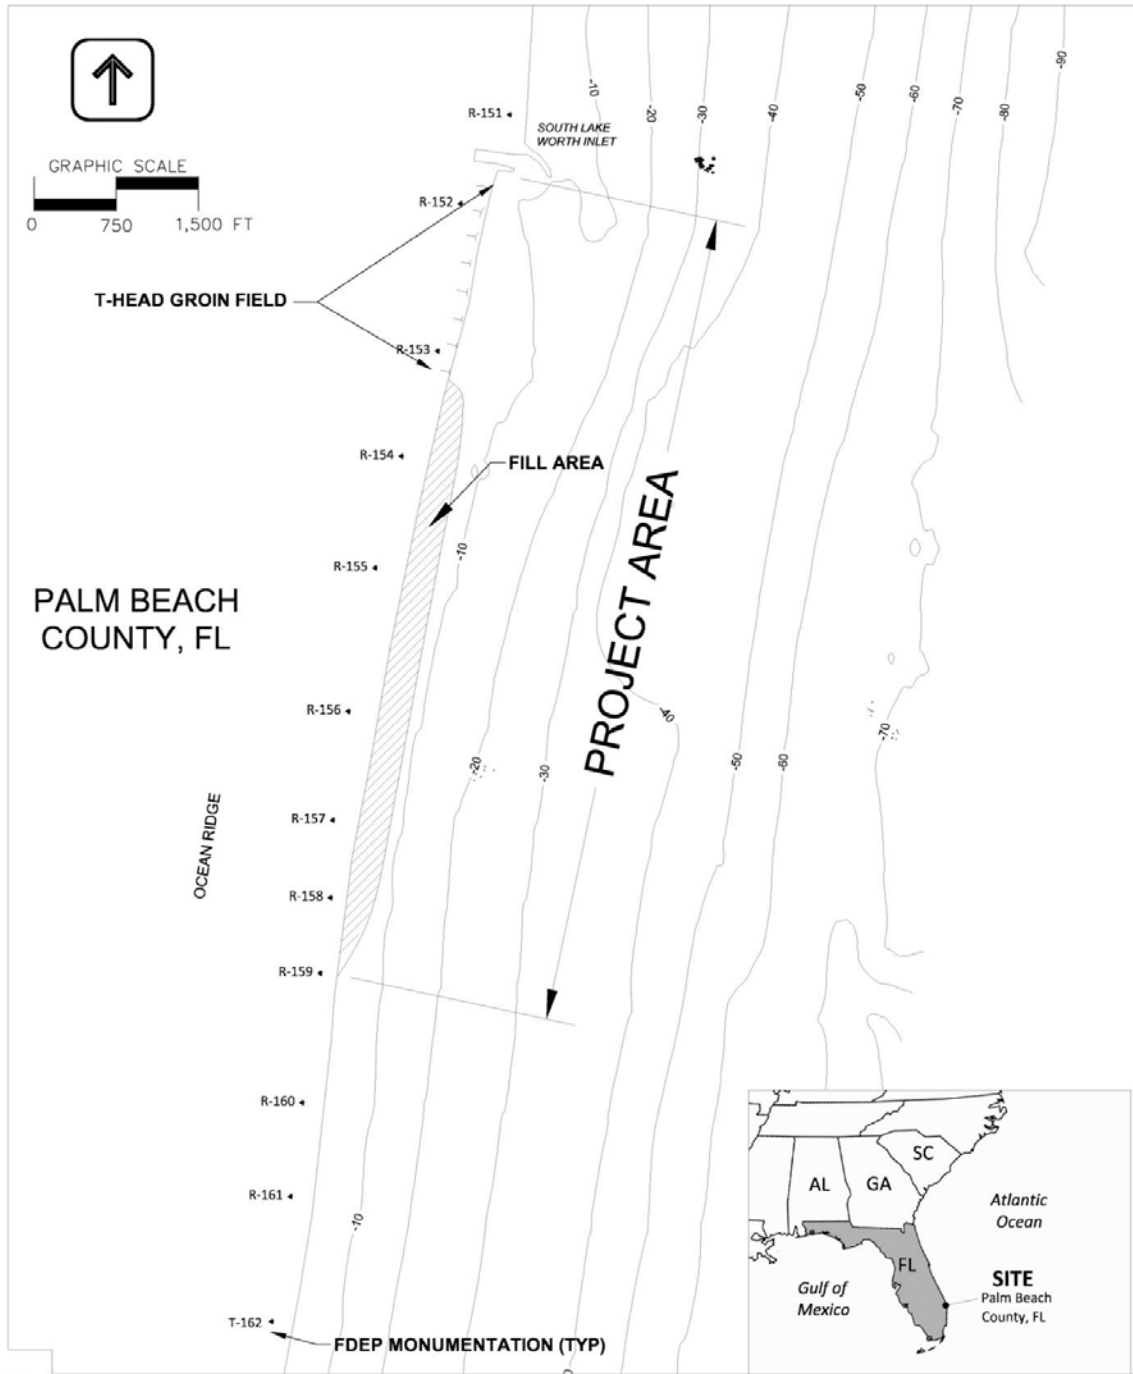 -10
-20
-30
-40
-50
-60
-70
-80
-90
R-151
SOUTH LAKE
WORTH INLET
GRAPHIC SCALE
0 750 1,500 FT
R-152
T-HEAD GROIN FIELD
R-153
R-154
FILL AREA
PROJECT AREA
R-155
-10
PALM BEACH
COUNTY, FL
R-156
-40
-70
-20
-30
-50
-60
R-157
OCEAN RIDGE
R-158
R-159
R-160
R-161
-10
T-162
FDEP MONUMENTATION (TYP)
SC
AL
GA
Atlantic
Ocean
FL
Gulf of
Mexico
SITE
Palm Beach
County, FL